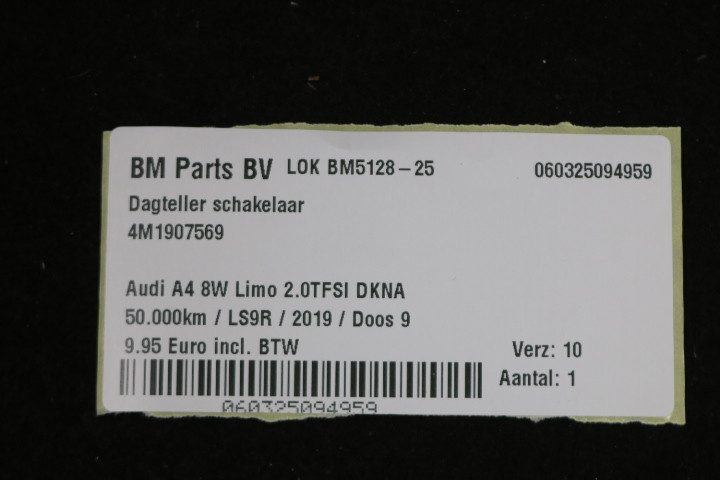 BM Parts BV LOK BM5128-25 060325094959
Dagteller schakelaar
4M1907569
Audi A4 8W Limo 2.0TFSI DKNA
50.000km / LS9R / 2019 / Doos 9
9.95 Euro incl. BTW Verz: 10
Aantal: 1
060325094959